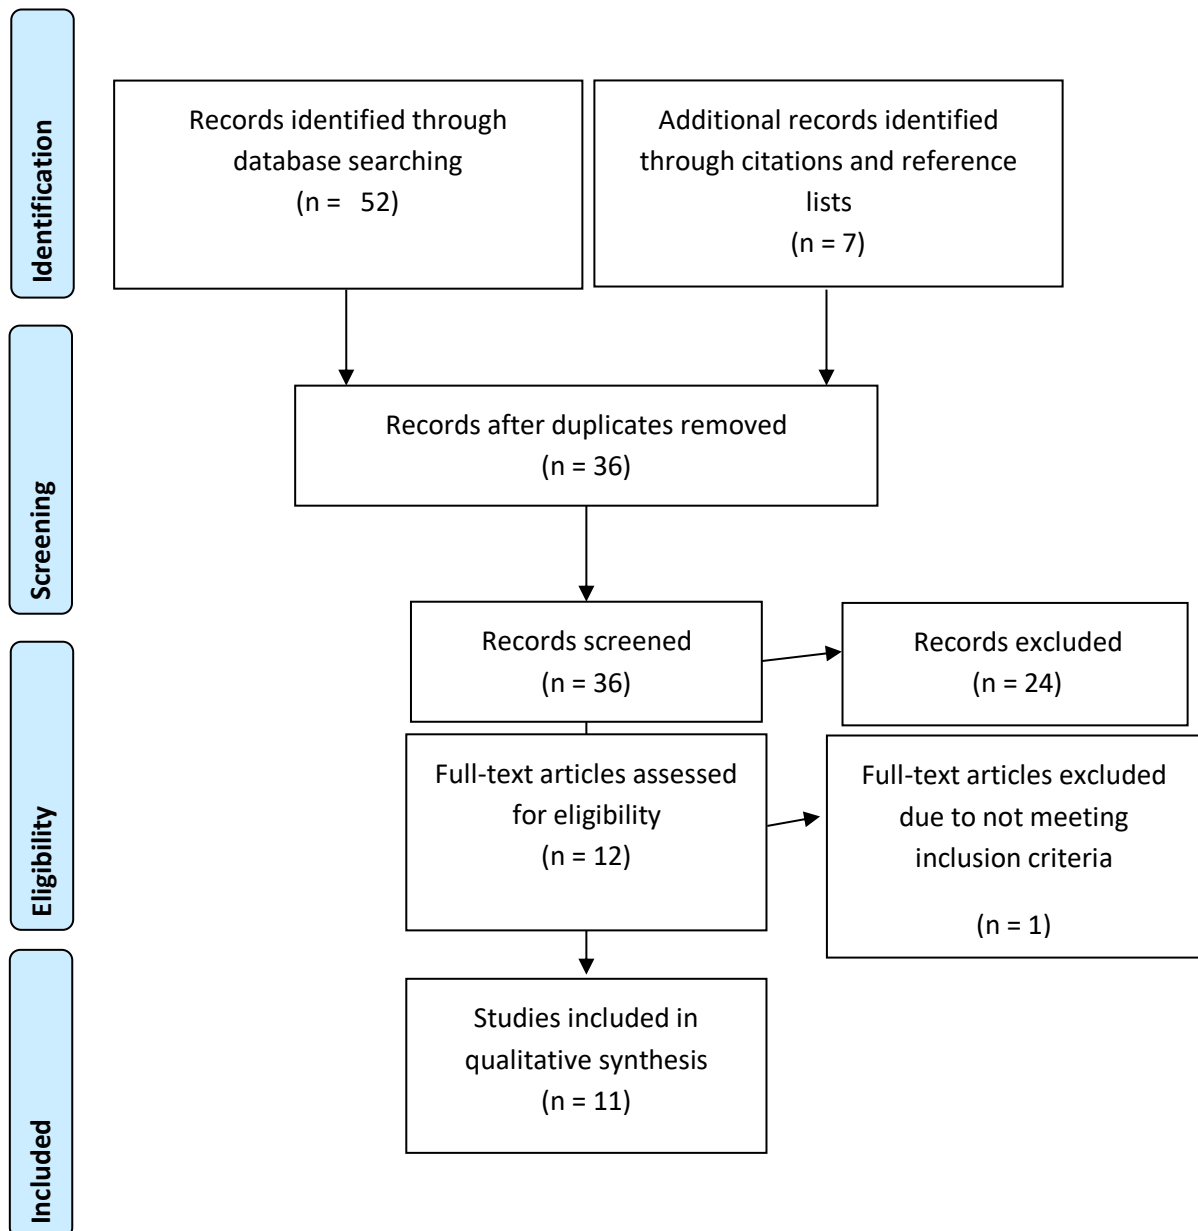 Identification
Records identified through
database searching
(n =   52)
Additional records identified
through citations and reference
lists
(n = 7)
Screening
Records after duplicates removed
(n = 36)
Records screened
(n = 36)
Records excluded
(n = 24)
Eligibility
Full-text articles assessed
for eligibility
(n = 12)
Full-text articles excluded
due to not meeting
inclusion criteria
(n = 1)
Included
Studies included in
qualitative synthesis
(n = 11)